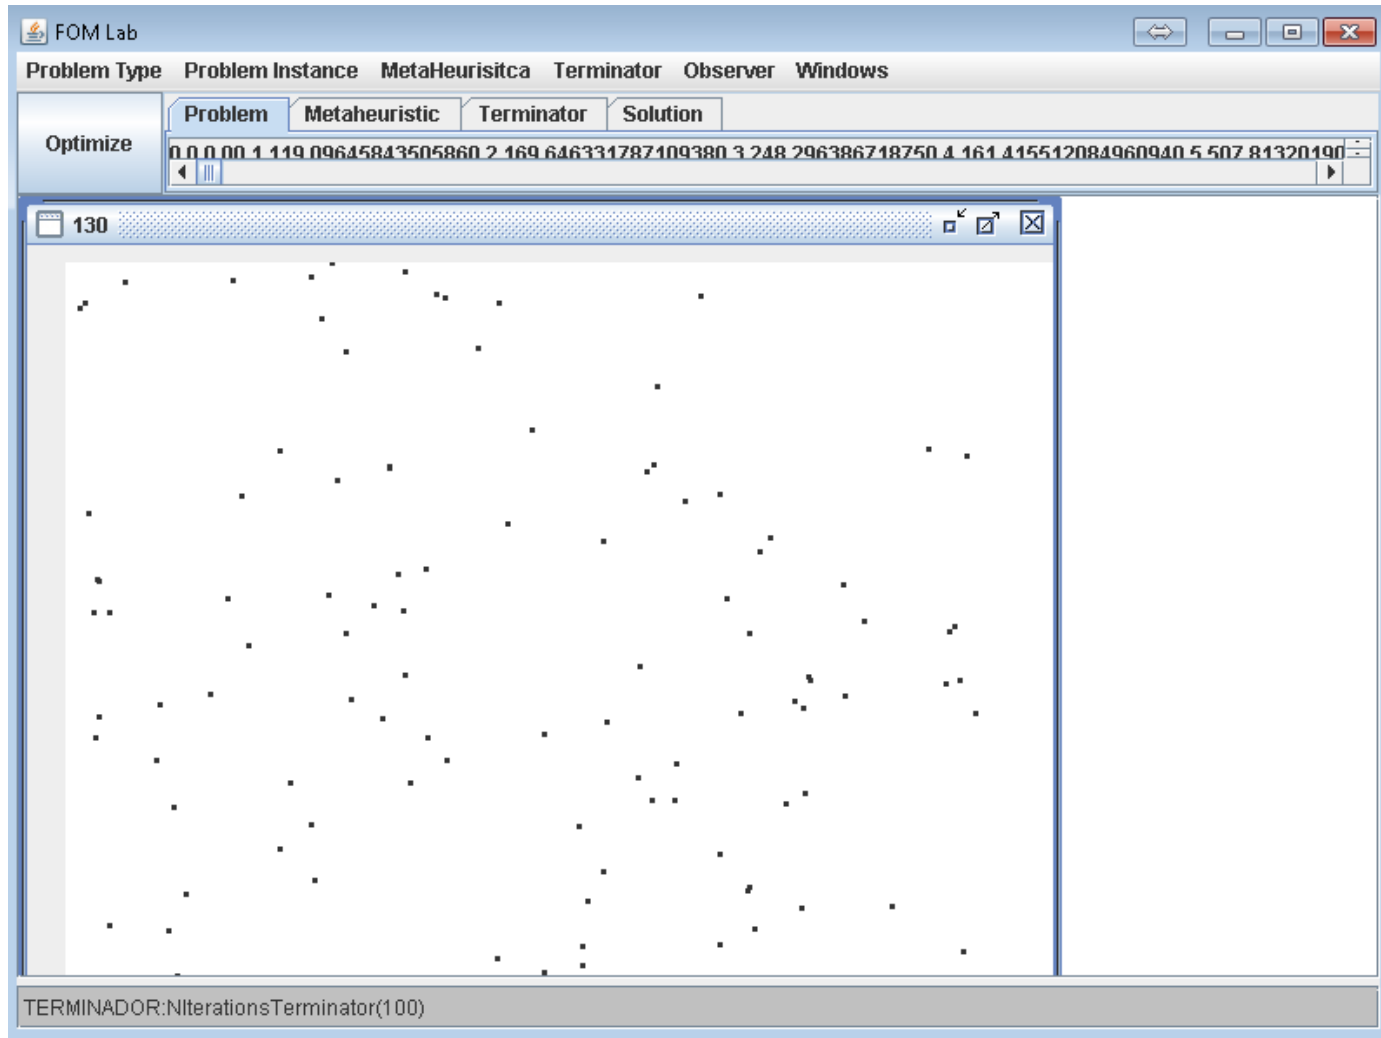 FOM Lab
Problem Type Problem Instance MetaHeurisitca Terminator Observer Windows
Optimize
Problem Metaheuristic Terminator Solution
0 0 0.00 1 119.09645843505860 2 169.64633178710938 0 3 248.29638671875 0 4 161.41551208496094 0 5 507.81320190
130
TERMINADOR:NIterationsTerminator(100)